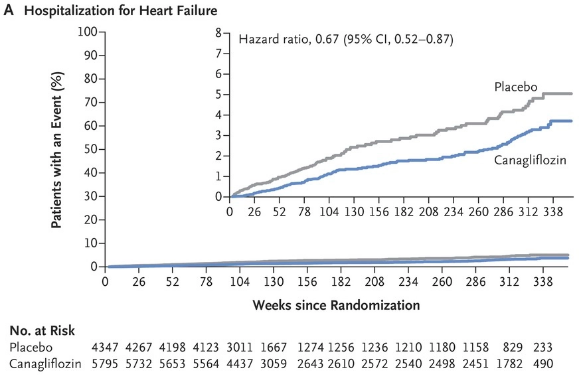 A Hospitalization for Heart Failure
Patients with an Event (%)
100
90
80
70
60
50
40
30
20
10
0
8
7
6
5
4
3
2
1
0
Hazard ratio, 0.67 (95% CI, 0.52–0.87)
Placebo
Canagliflozin
0 26 52 78 104 130 156 182 208 234 260 286 312 338
0 26 52 78 104 130 156 182 208 234 260 286 312 338
Weeks since Randomization
No. at Risk
Placebo 4347 4267 4198 4123 3011 1667 1274 1256 1236 1210 1180 1158 829 233
Canagliflozin 5795 5732 5653 5564 4437 3059 2643 2610 2572 2540 2498 2451 1782 490